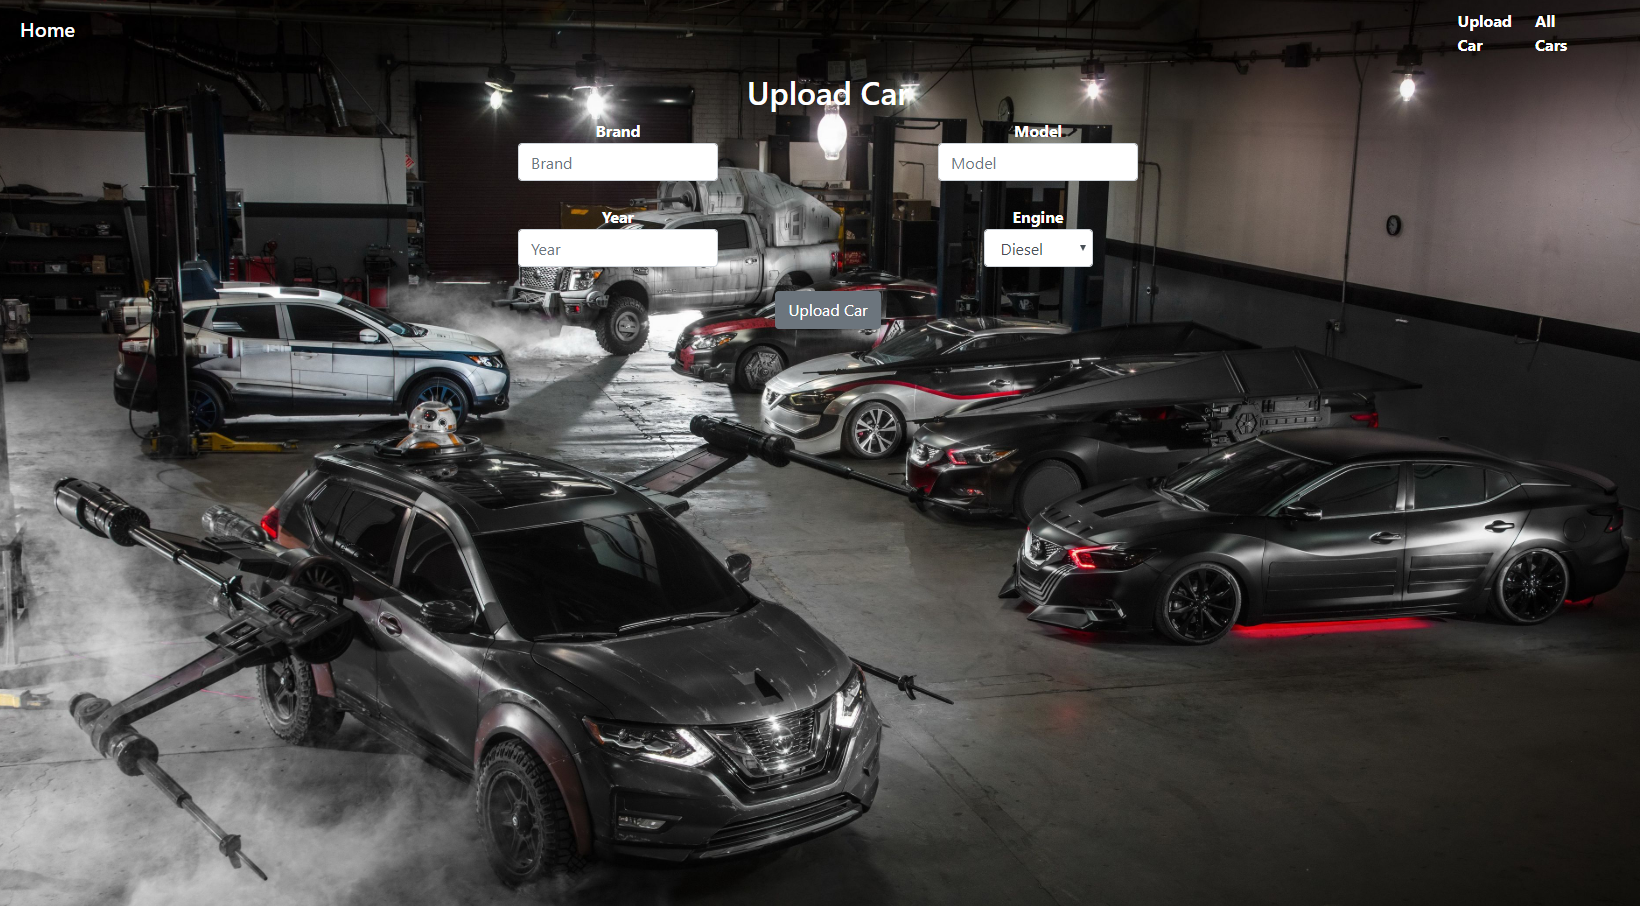 Home
Upload
Car
All
Cars
Upload Car
Brand
Model
Brand
Model
Year
Engine
Year
Diesel
Upload Car